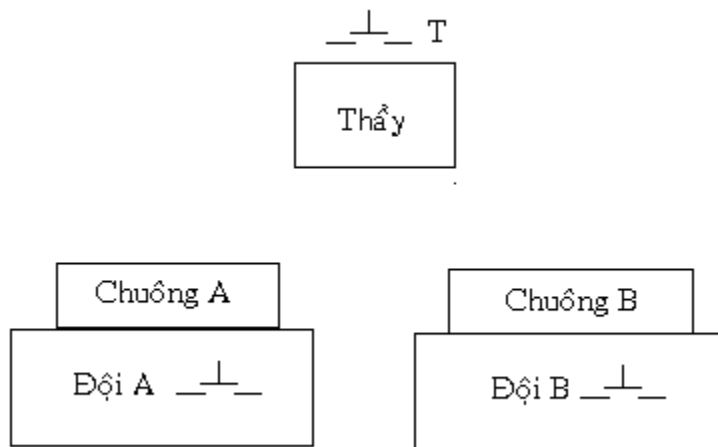 T
Thầy
Chuông A
Chuông B
Đội A
Đội B